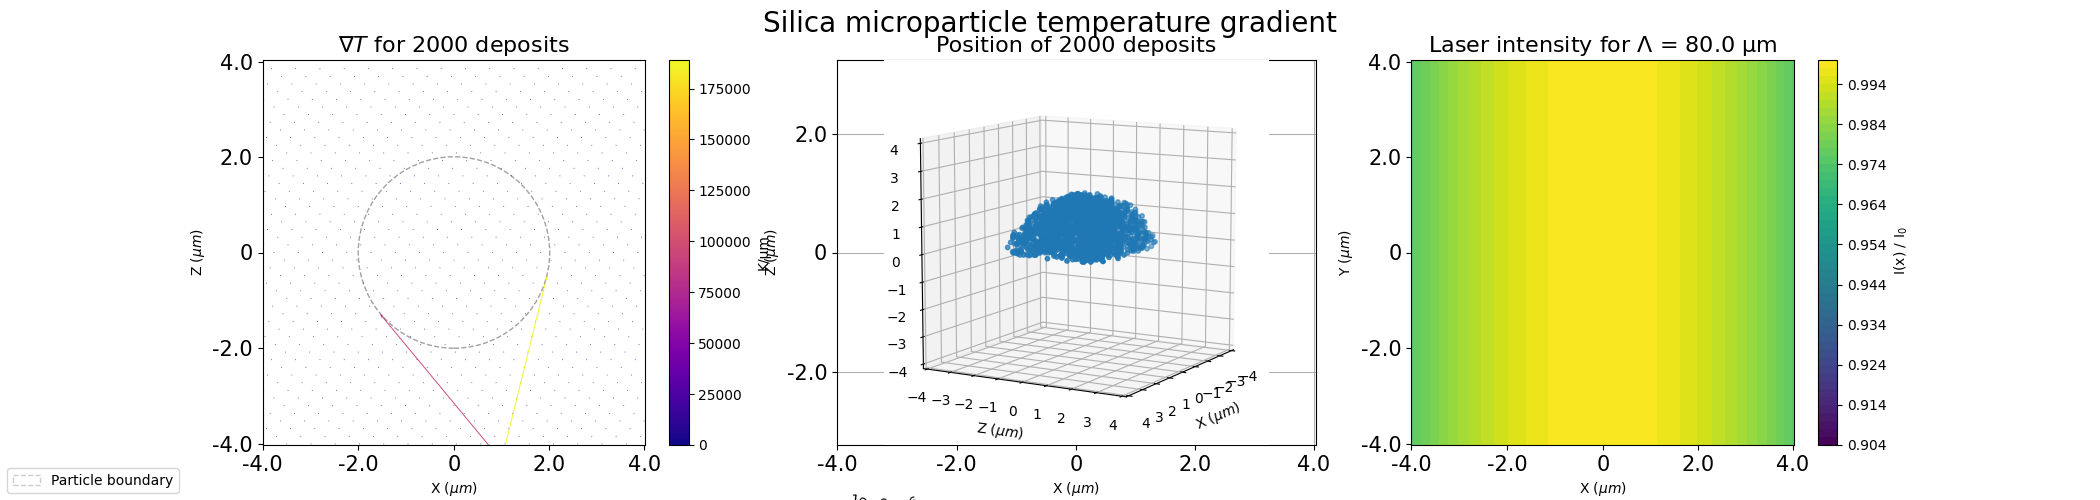 Silica microparticle temperature gradient
∇T for 2000 deposits
4.0
2.0
0
-2.0
-4.0
Z (μm)
-4.0 -2.0 0 2.0 4.0
X (μm)
175000
150000
125000
100000
75000
50000
25000
0
K/μm
Particle boundary
Position of 2000 deposits
2.0
0
-2.0
Z (μm)
-4.0 -2.0 0 2.0 4.0
X (μm)
4
3
2
1
0
−1
−2
−3
−4
−4 −3 −2 −1 0 1 2 3 4
Z (μm)
4 3 2 1 0 −1 −2 −3 −4
X (μm)
Laser intensity for Λ = 80.0 μm
4.0
2.0
0
-2.0
-4.0
Y (μm)
-4.0 -2.0 0 2.0 4.0
X (μm)
0.994
0.984
0.974
0.964
0.954
0.944
0.934
0.924
0.914
0.904
I(x) / I₀